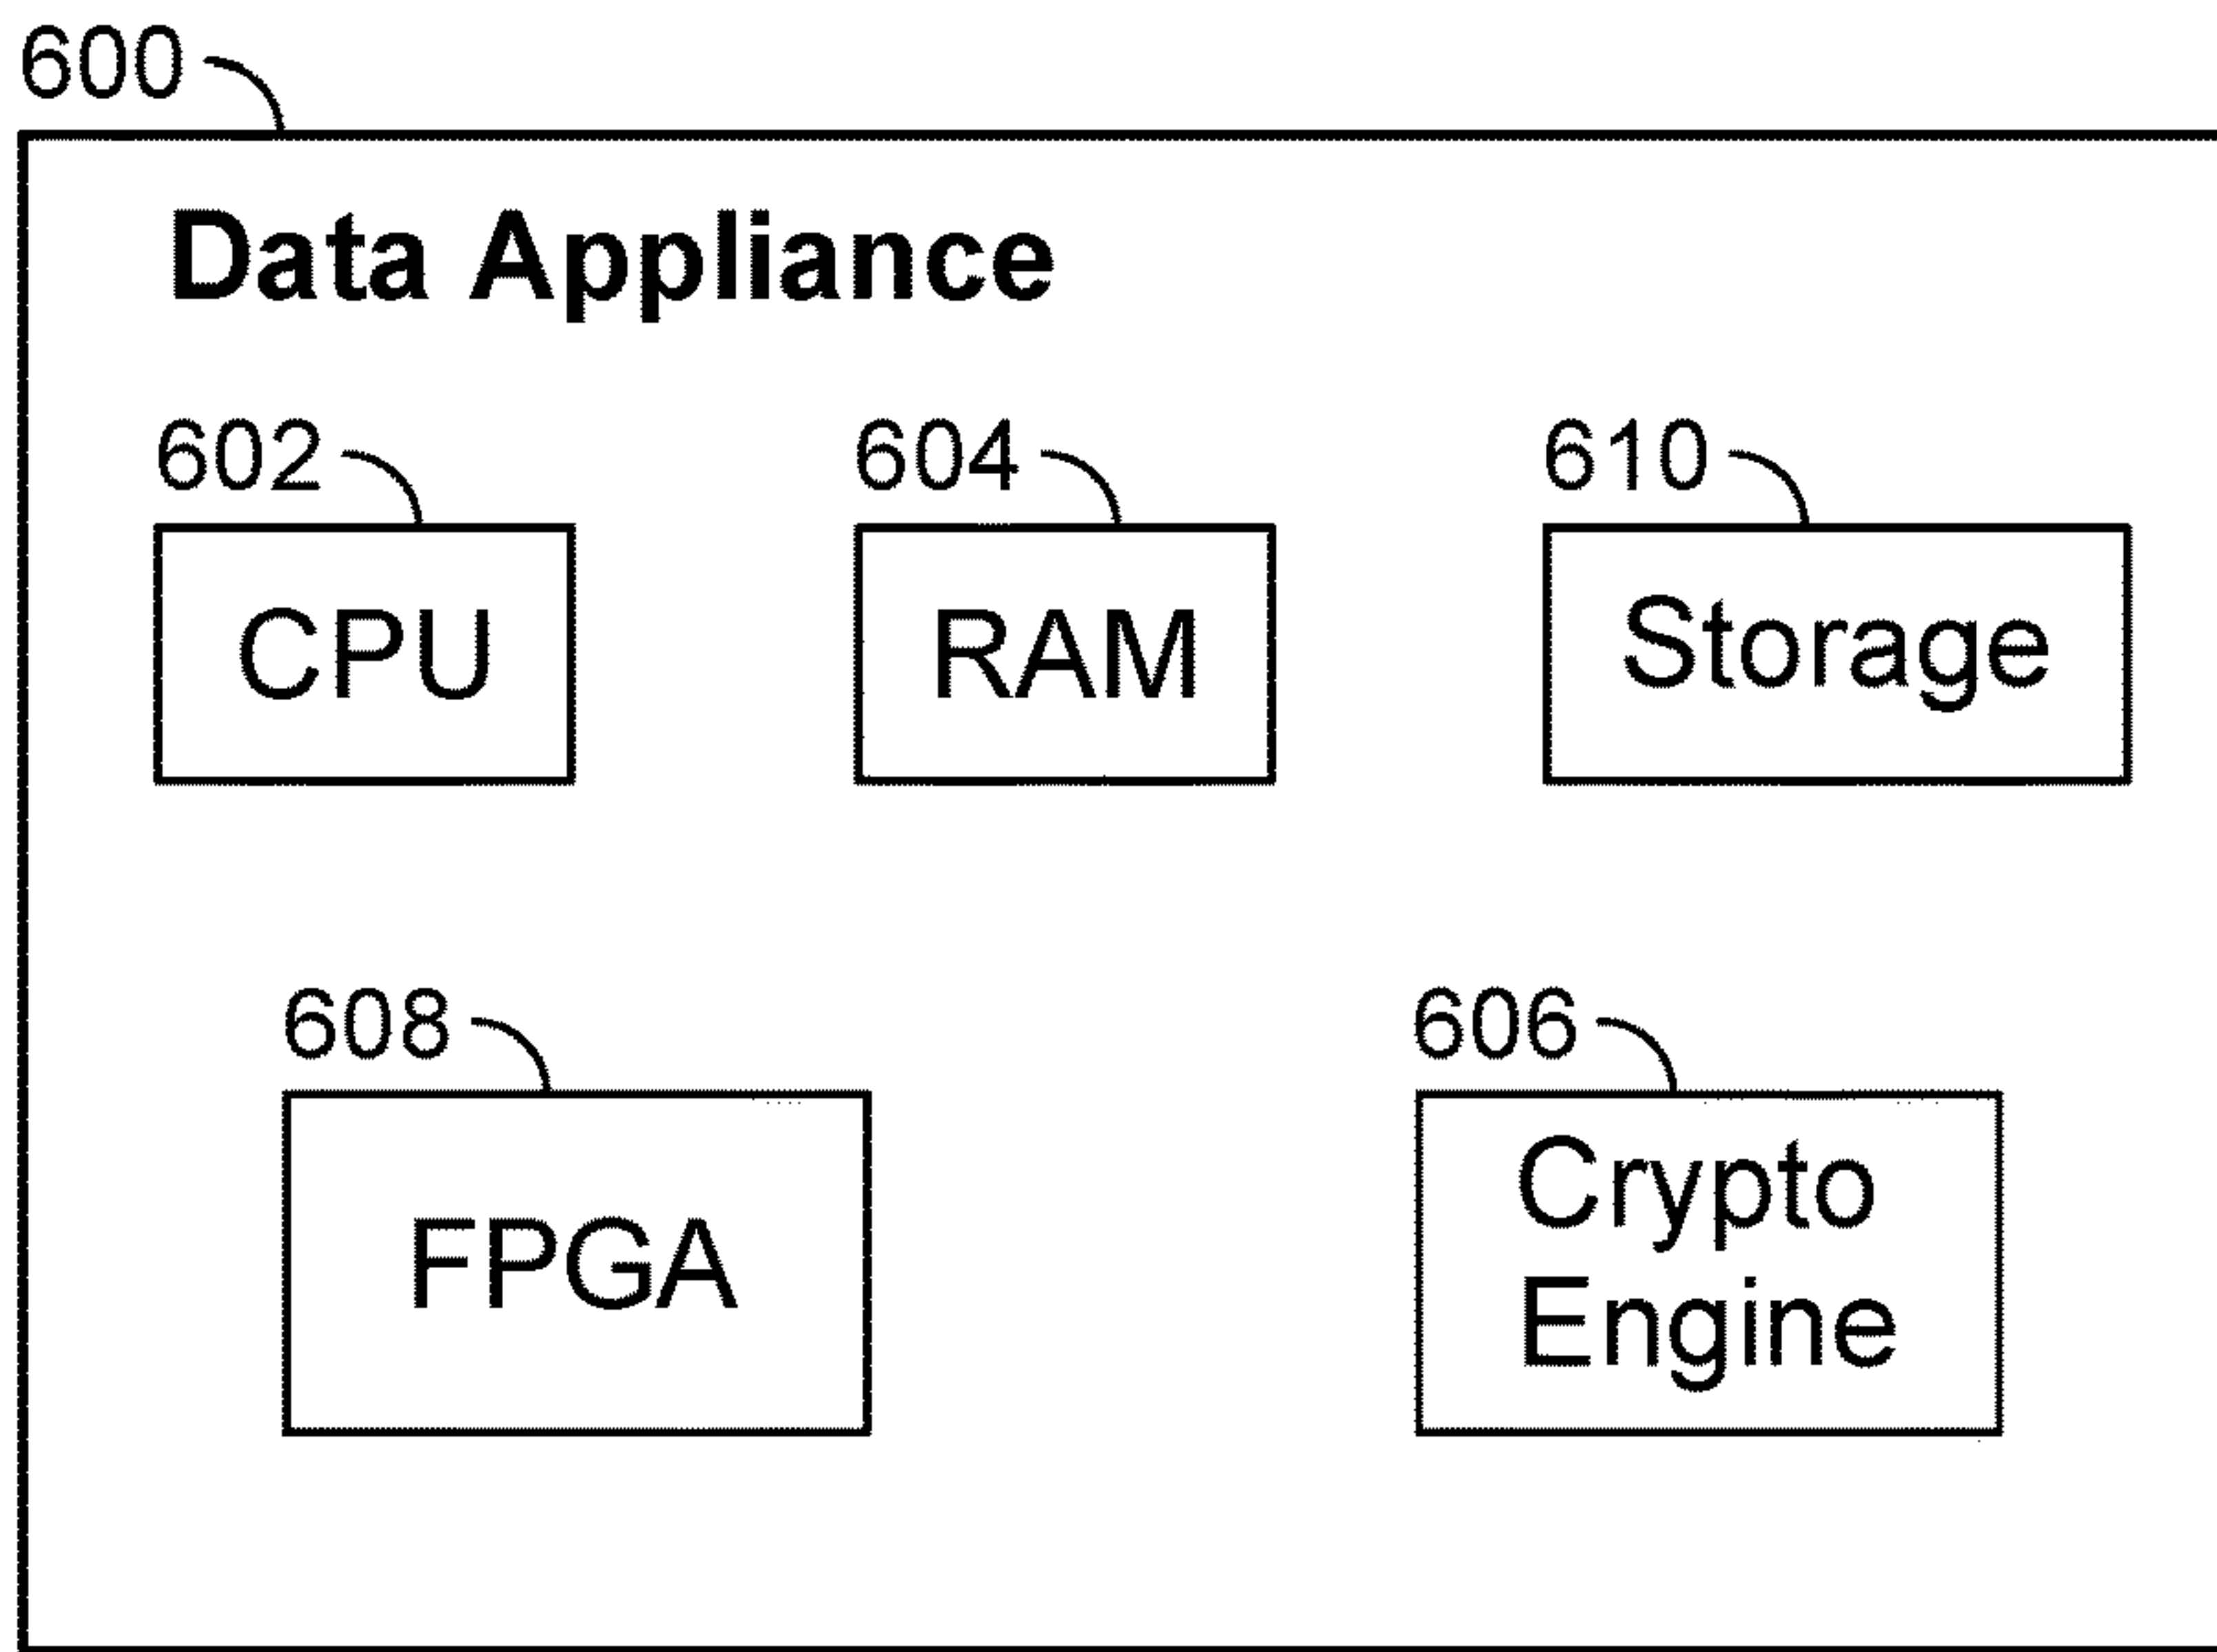 600
Data Appliance
602
604
610
CPU
RAM
Storage
608
606
FPGA
Crypto
Engine